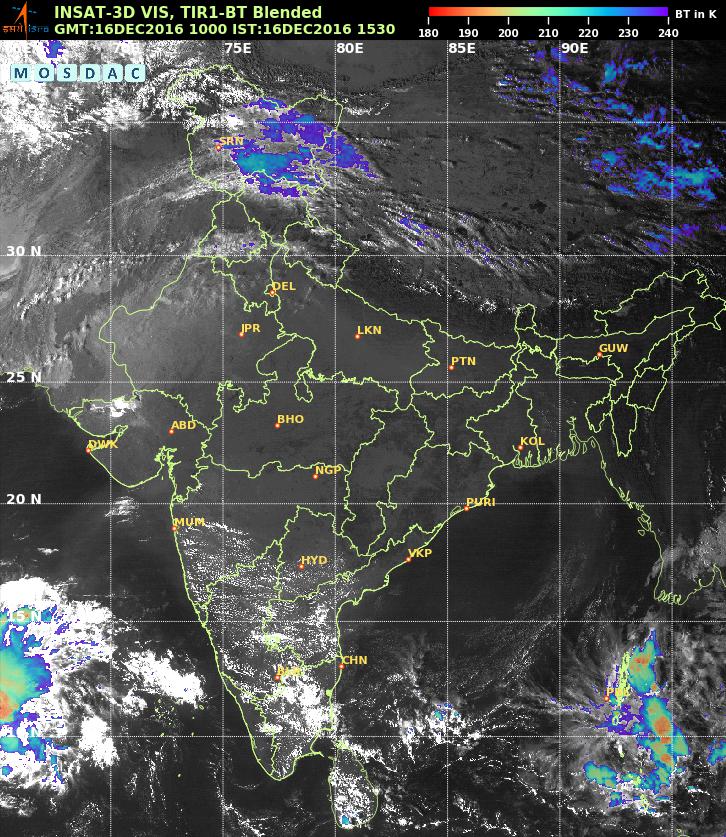 INSAT-3D VIS, TIR1-BT Blended
GMT:16DEC2016 1000 IST:16DEC2016 1530
BT in K
180 190 200 210 220 230 240
75E 80E 85E 90E
MOSDAC
SRN
30 N
DEL
JPR LKN
GUW
PTN
25 N
BHO
ABD
KOL
DWK
NGP
20 N
PURI
MUM
VKP
HYD
CHN